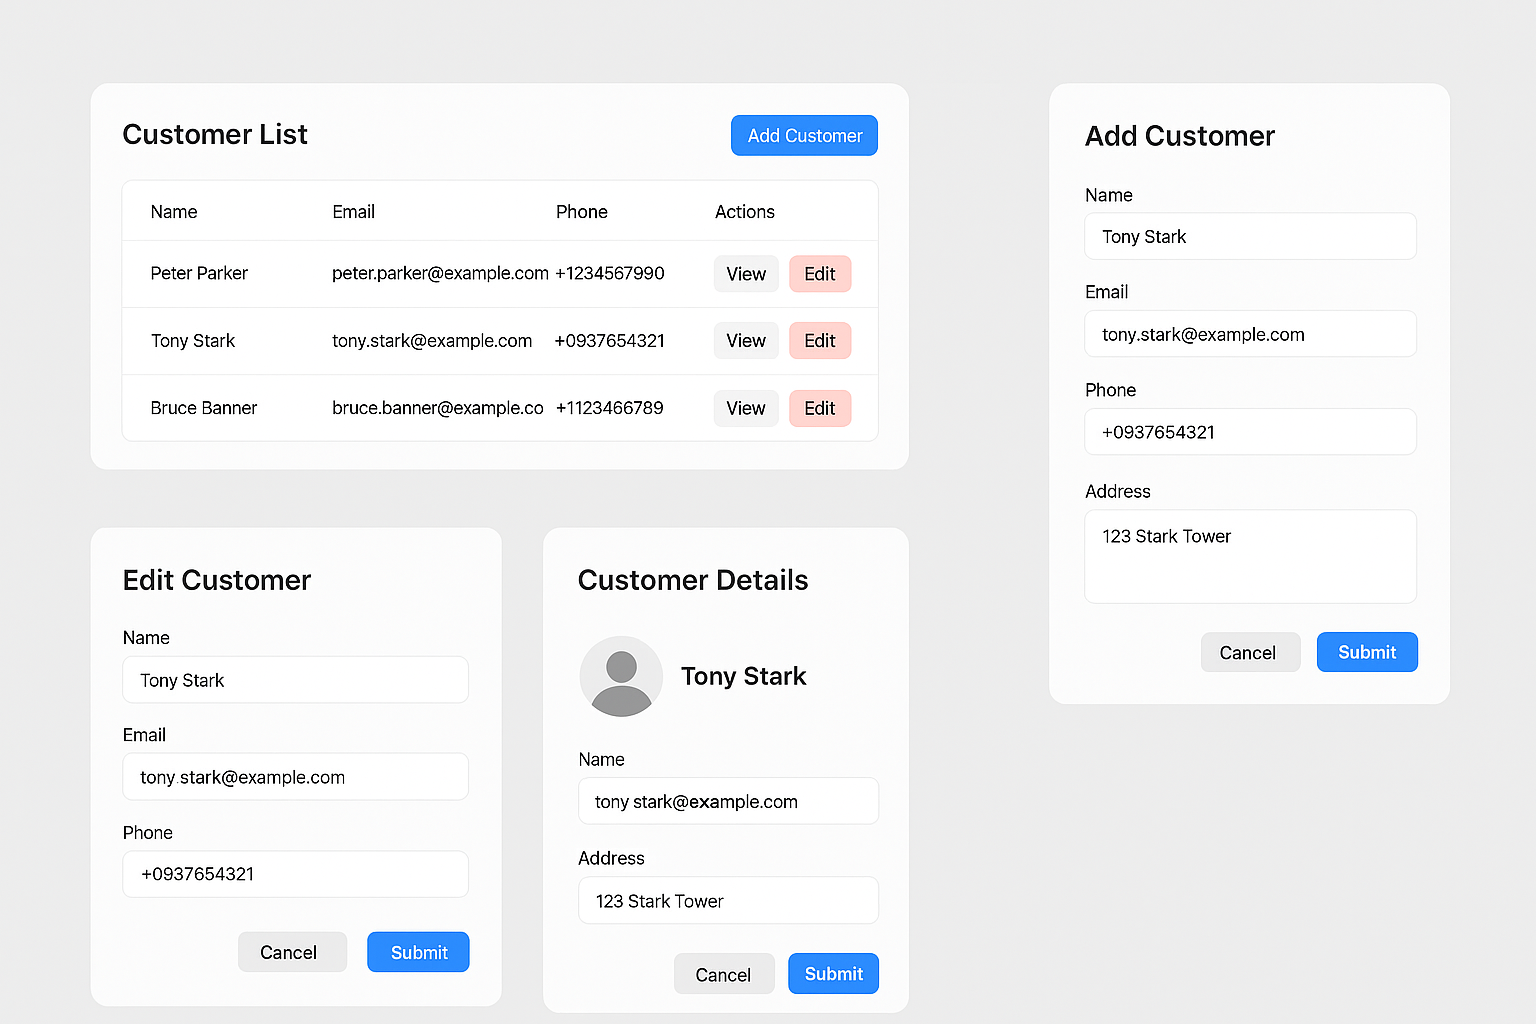 Customer List
Add Customer
Name Email Phone Actions
Peter Parker peter.parker@example.com +1234567990 View Edit
Tony Stark tony.stark@example.com +0937654321 View Edit
Bruce Banner bruce.banner@example.co +1123466789 View Edit
Add Customer
Name
Tony Stark
Email
tony.stark@example.com
Phone
+0937654321
Address
123 Stark Tower
Cancel Submit
Edit Customer
Name
Tony Stark
Email
tony.stark@example.com
Phone
+0937654321
Cancel Submit
Customer Details
Tony Stark
Name
tony stark@example.com
Address
123 Stark Tower
Cancel Submit